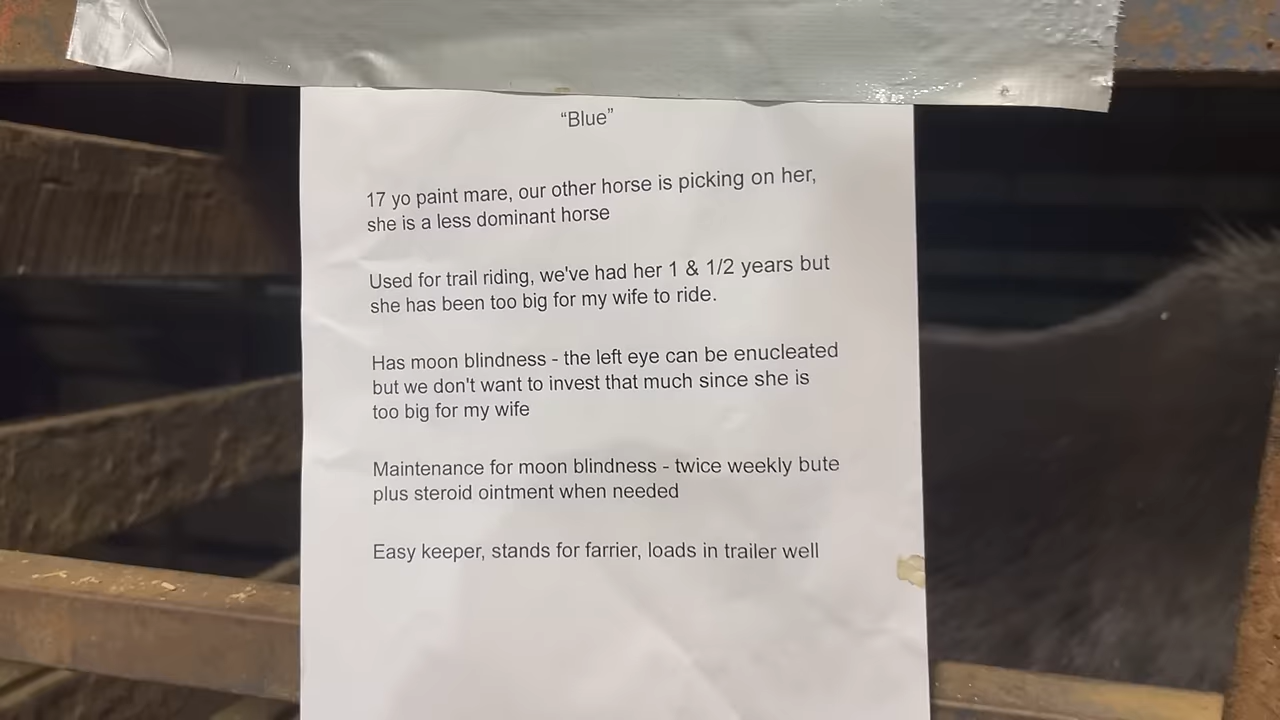 “Blue”
17 yo paint mare, our other horse is picking on her,
she is a less dominant horse
Used for trail riding, we've had her 1 & 1/2 years but
she has been too big for my wife to ride.
Has moon blindness - the left eye can be enucleated
but we don't want to invest that much since she is
too big for my wife
Maintenance for moon blindness - twice weekly bute
plus steroid ointment when needed
Easy keeper, stands for farrier, loads in trailer well